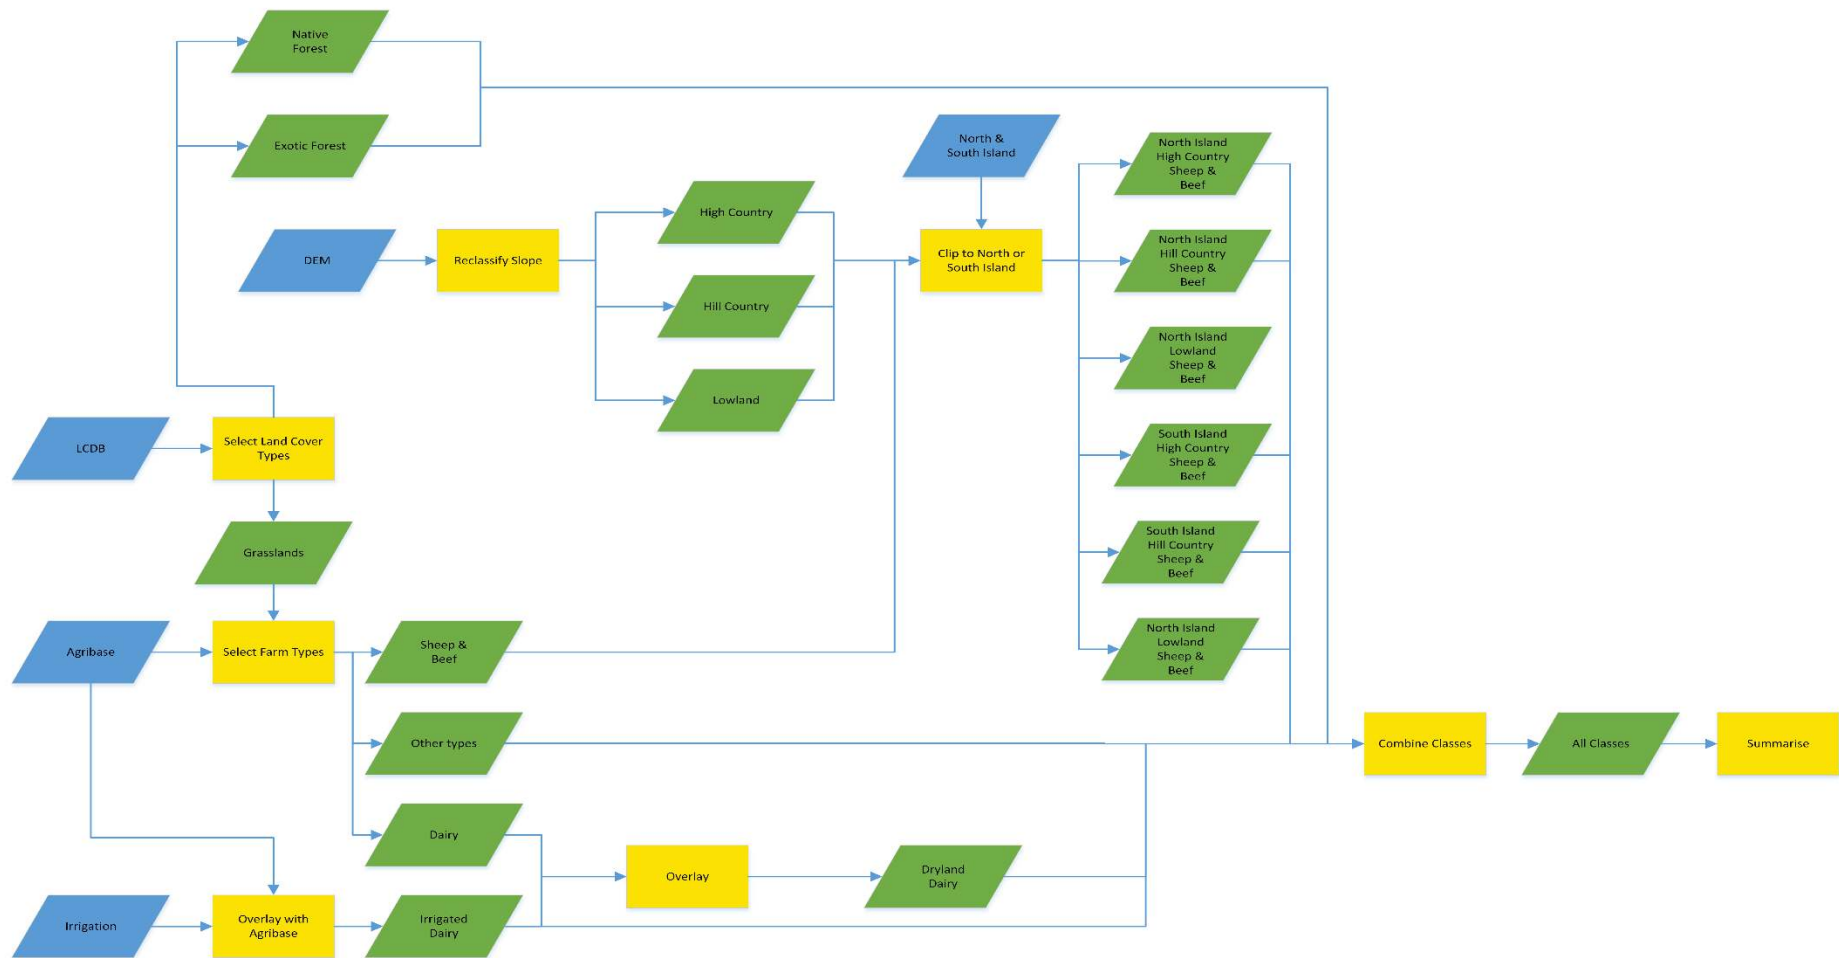 Native
Forest
Exotic Forest
North &
South Island
North Island
High Country
Sheep &
Beef
High Country
DEM
Reclassify Slope
Clip to North or
South Island
North Island
Hill Country
Sheep &
Beef
Hill Country
North Island
Lowland
Sheep &
Beef
Lowland
LCDB
Select Land Cover
Types
South Island
High Country
Sheep &
Beef
Grasslands
South Island
Hill Country
Sheep &
Beef
Agribase
Select Farm Types
Sheep &
Beef
North Island
Lowland
Sheep &
Beef
Other types
Combine Classes
All Classes
Summarise
Dairy
Overlay
Dryland
Dairy
Irrigation
Overlay with
Agribase
Irrigated
Dairy